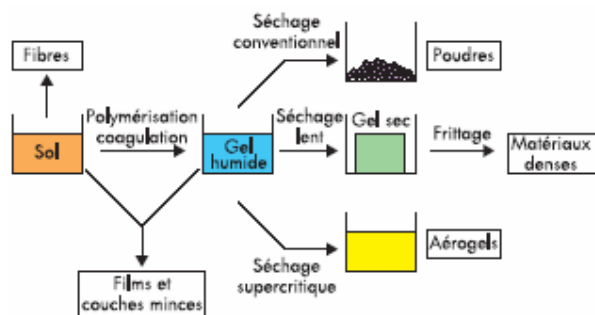 Séchage
conventionnel
Fibres
Poudres
Polymérisation
coagulation
Séchage
lent
Gel sec
Frittage
Sol
Gel
humide
Matériaux
denses
Aérogels
Films et
couches minces
Séchage
supercritique